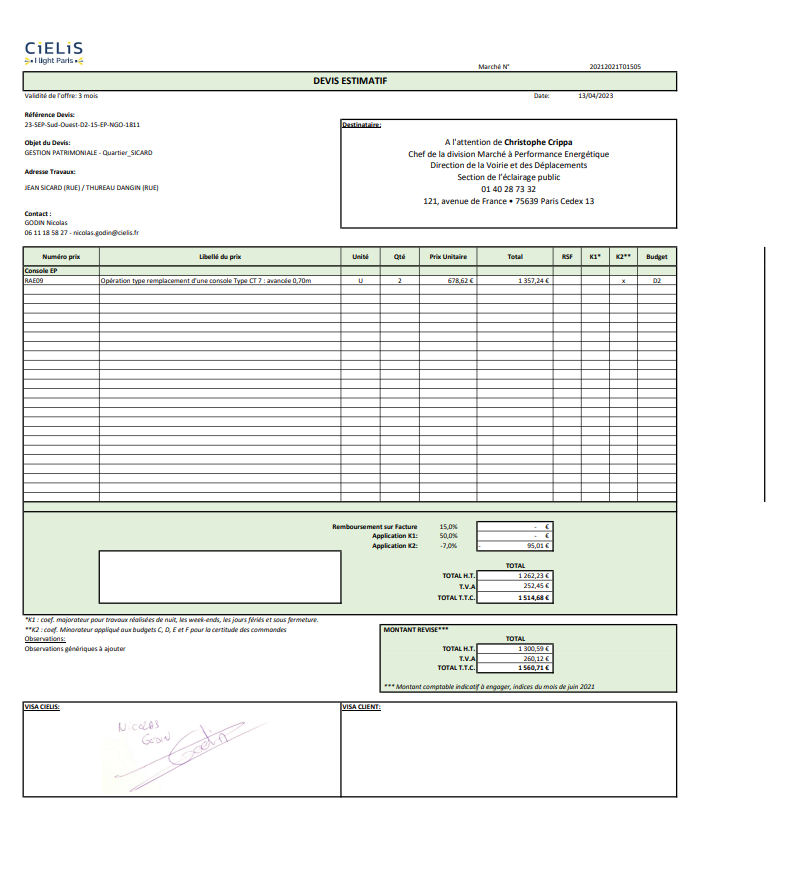 CiELiS
I light Paris
Marché N° 20212021T01505
DEVIS ESTIMATIF
Validité de l'offre: 3 mois
Date: 13/04/2023
Référence Devis:
23-SEP-Sud-Ouest-D2-15-EP-NGO-1811
Objet du Devis:
GESTION PATRIMONIALE - Quartier_SICARD
Adresse Travaux:
JEAN SICARD (RUE) / THUREAU DANGIN (RUE)
Contact :
GODIN Nicolas
06 11 18 58 27 - nicolas.godin@cielis.fr
Destinataire:
A l'attention de Christophe Crippa
Chef de la division Marché à Performance Energétique
Direction de la Voirie et des Déplacements
Section de l'éclairage public
01 40 28 73 32
121, avenue de France • 75639 Paris Cedex 13
Numéro prix Libellé du prix Unité Qté Prix Unitaire Total RSF K1* K2** Budget
Console EP
RAE09 Opération type remplacement d'une console Type CT 7 : avancée 0,70m U 2 678,62 € 1 357,24 € x D2
Remboursement sur Facture 15,0% - €
Application K1: 50,0% - €
Application K2: -7,0% - 95,01 €
TOTAL
TOTAL H.T. 1 262,23 €
T.V.A 252,45 €
TOTAL T.T.C. 1 514,68 €
*K1 : coef. majorateur pour travaux réalisées de nuit, les week-ends, les jours fériés et sous fermeture.
**K2 : coef. Minorateur appliqué aux budgets C, D, E et F pour la certitude des commandes
Observations:
Observations génériques à ajouter
MONTANT REVISE***
TOTAL
TOTAL H.T. 1 300,59 €
T.V.A 260,12 €
TOTAL T.T.C. 1 560,71 €
*** Montant comptable indicatif à engager, indices du mois de juin 2021
VISA CIELIS:
NICOLAS
GODIN
Godin
VISA CLIENT: